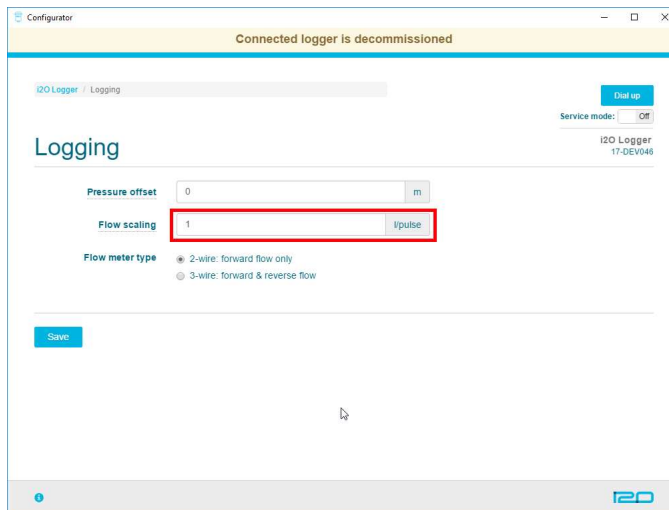 Configurator
Connected logger is decommissioned
i2O Logger / Logging
Dial up
Service mode: Off
Logging
i2O Logger
17-DEV046
Pressure offset 0 m
Flow scaling 1 l/pulse
Flow meter type 2-wire: forward flow only
3-wire: forward & reverse flow
Save
i2O